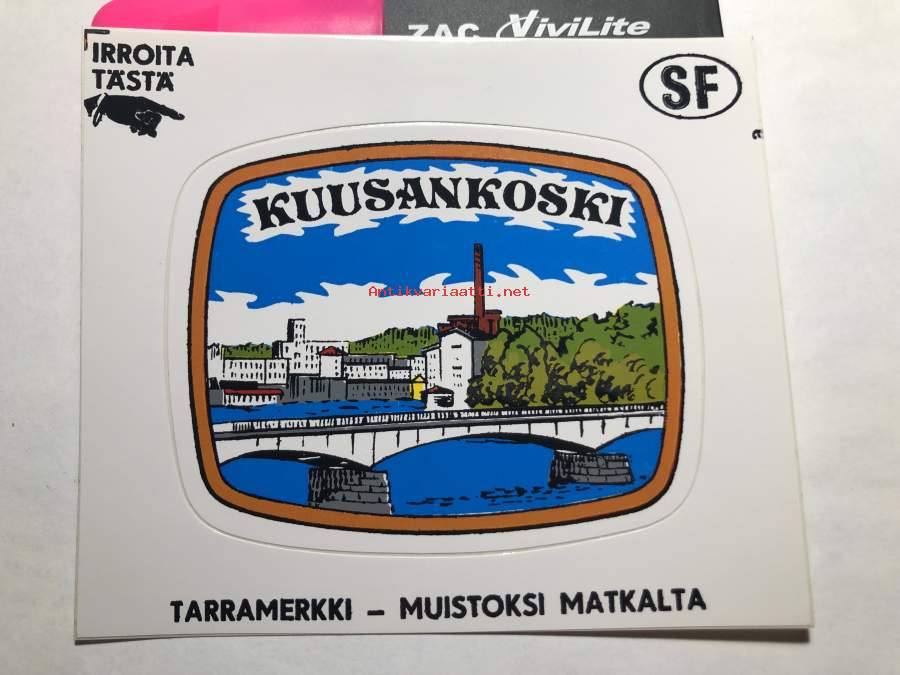 ZAC ViviLite
IRROITA
TÄSTÄ
SF
KUUSANKOSKI
Antikvariaatti.net
TARRAMERKKI – MUISTOKSI MATKALTA